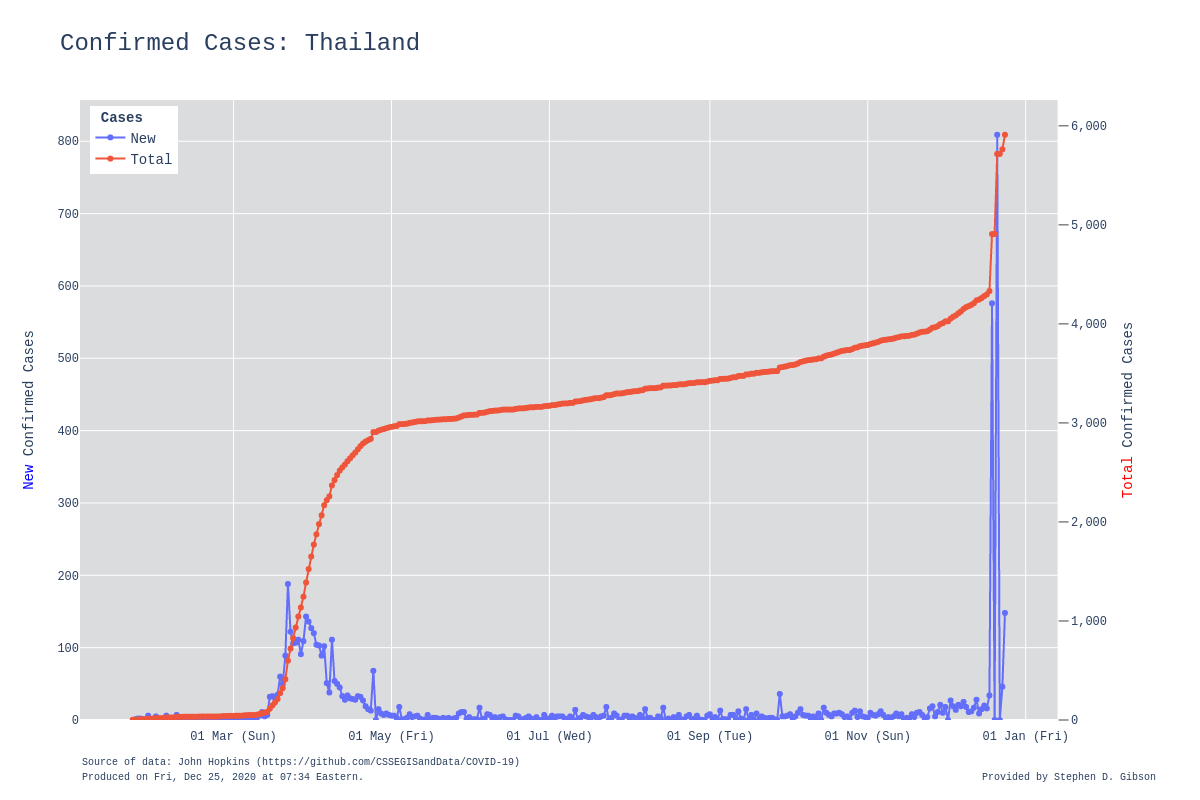 Confirmed Cases: Thailand
Cases
New
Total
800
700
600
500
400
300
200
100
0
6,000
5,000
4,000
3,000
2,000
1,000
0
New Confirmed Cases
Total Confirmed Cases
01 Mar (Sun)
01 May (Fri)
01 Jul (Wed)
01 Sep (Tue)
01 Nov (Sun)
01 Jan (Fri)
Source of data: John Hopkins (https://github.com/CSSEGISandData/COVID-19)
Produced on Fri, Dec 25, 2020 at 07:34 Eastern.
Provided by Stephen D. Gibson